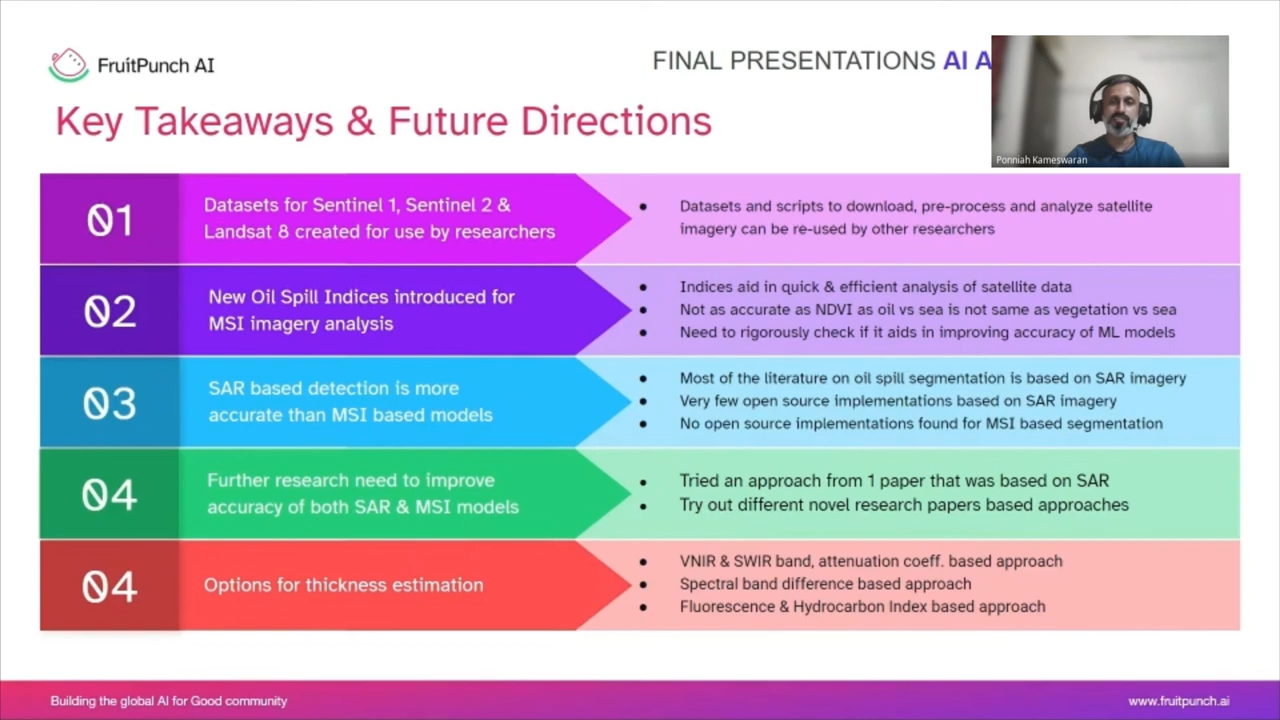 FruitPunch AI
FINAL PRESENTATIONS AI A
Key Takeaways & Future Directions
Ponniah Kameswaran
01
Datasets for Sentinel 1, Sentinel 2 &
Landsat 8 created for use by researchers
● Datasets and scripts to download, pre-process and analyze satellite
imagery can be re-used by other researchers
02
New Oil Spill Indices introduced for
MSI imagery analysis
● Indices aid in quick & efficient analysis of satellite data
● Not as accurate as NDVI as oil vs sea is not same as vegetation vs sea
● Need to rigorously check if it aids in improving accuracy of ML models
03
SAR based detection is more
accurate than MSI based models
● Most of the literature on oil spill segmentation is based on SAR imagery
● Very few open source implementations based on SAR imagery
● No open source implementations found for MSI based segmentation
04
Further research need to improve
accuracy of both SAR & MSI models
● Tried an approach from 1 paper that was based on SAR
● Try out different novel research papers based approaches
04
Options for thickness estimation
● VNIR & SWIR band, attenuation coeff. based approach
● Spectral band difference based approach
● Fluorescence & Hydrocarbon Index based approach
Building the global AI for Good community
www.fruitpunch.ai